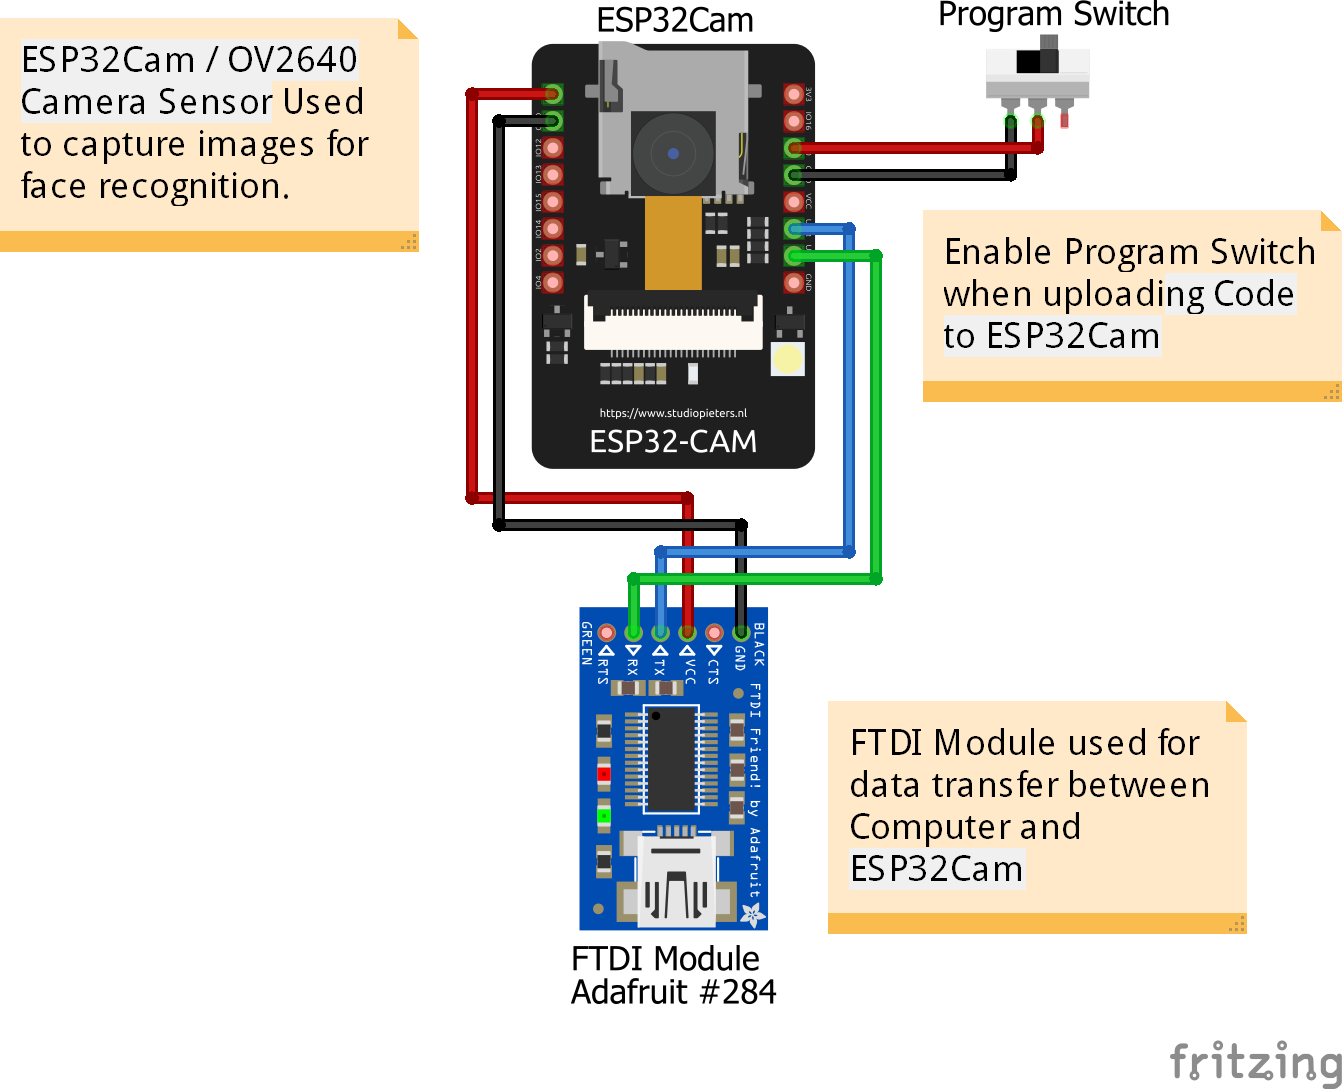 ESP32Cam
Program Switch
ESP32Cam / OV2640
Camera Sensor Used
to capture images for
face recognition.
3V3
IO16
IO12
IO13
IO15
IO14
IO2
IO4
VCC
GND
Enable Program Switch
when uploading Code
to ESP32Cam
https://www.studiopieters.nl
ESP32-CAM
GREEN
RTS
RX
TX
VCC
CTS
GND
BLACK
FTDI Friend! by Adafruit
FTDI Module used for
data transfer between
Computer and
ESP32Cam
FTDI Module
Adafruit #284
fritzing